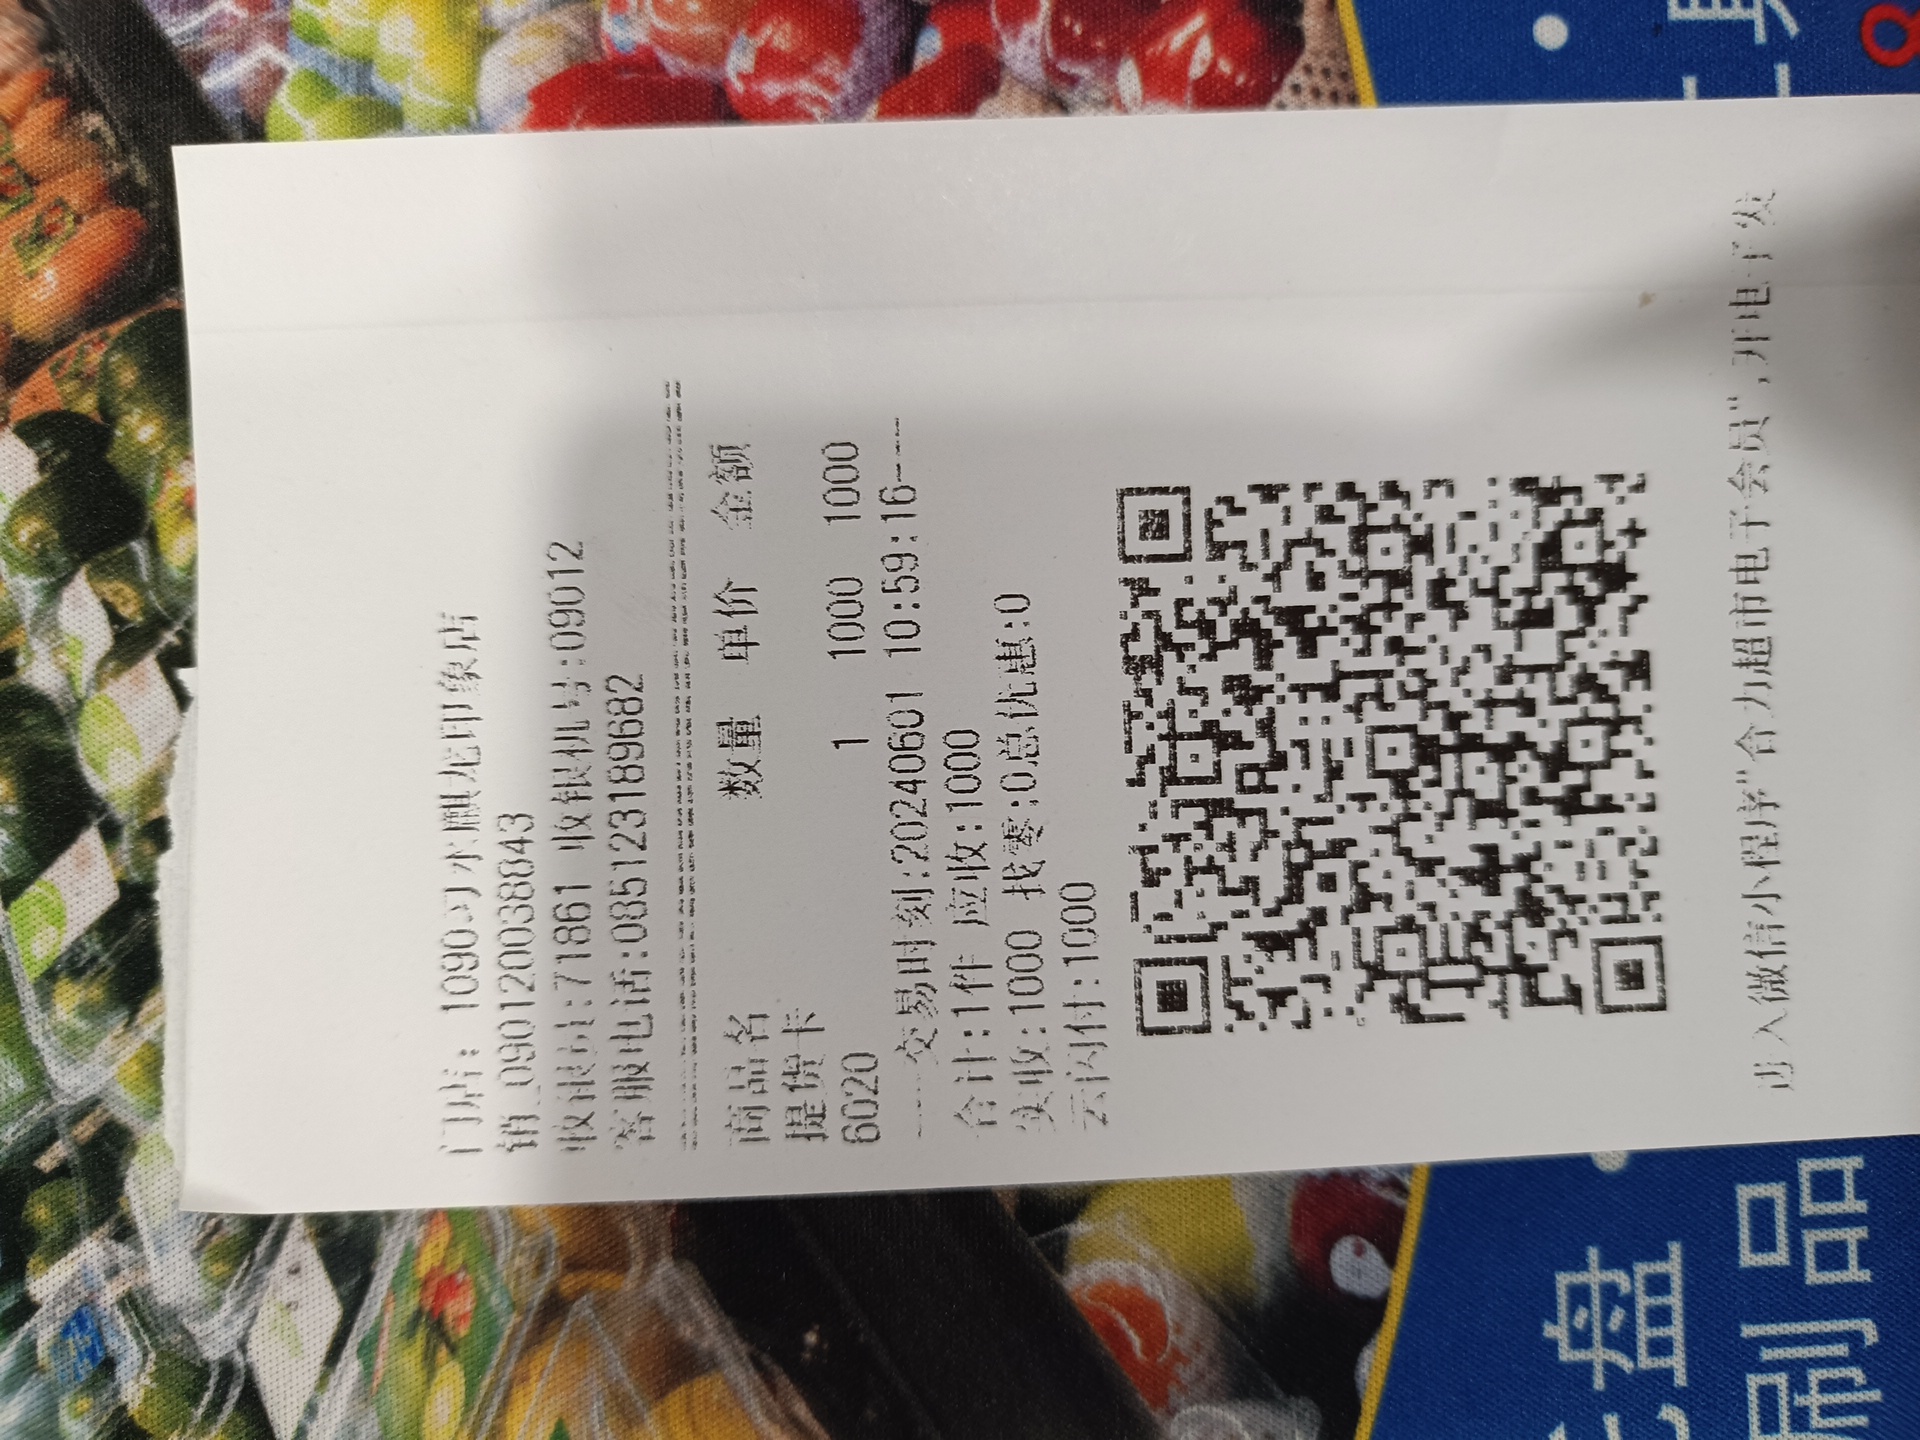 门店: 1090习水麒龙印象店
销_090120038843
收银员:71861 收银机号:09012
客服电话:085123189682
商品名 数量 单价 金额
提货卡
6020 1 1000 1000
----交易时刻:20240601 10:59:16----
合计:1件 应收:1000
实收:1000 找零:0总优惠:0
云闪付:1000
进入微信小程序"合力超市电子会员",开电子发
盘
刷品